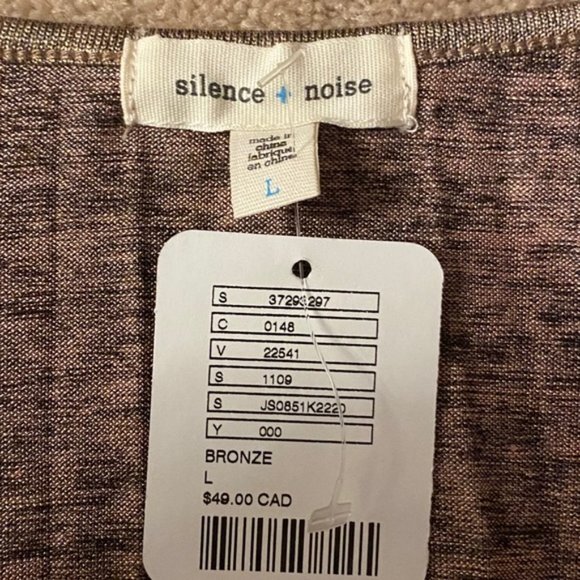 silence + noise
made in
china
fabriqué
en chine
L
S 37293297
C 0148
V 22541
S 1109
S JS0851K2220
Y 000
BRONZE
L
$49.00 CAD